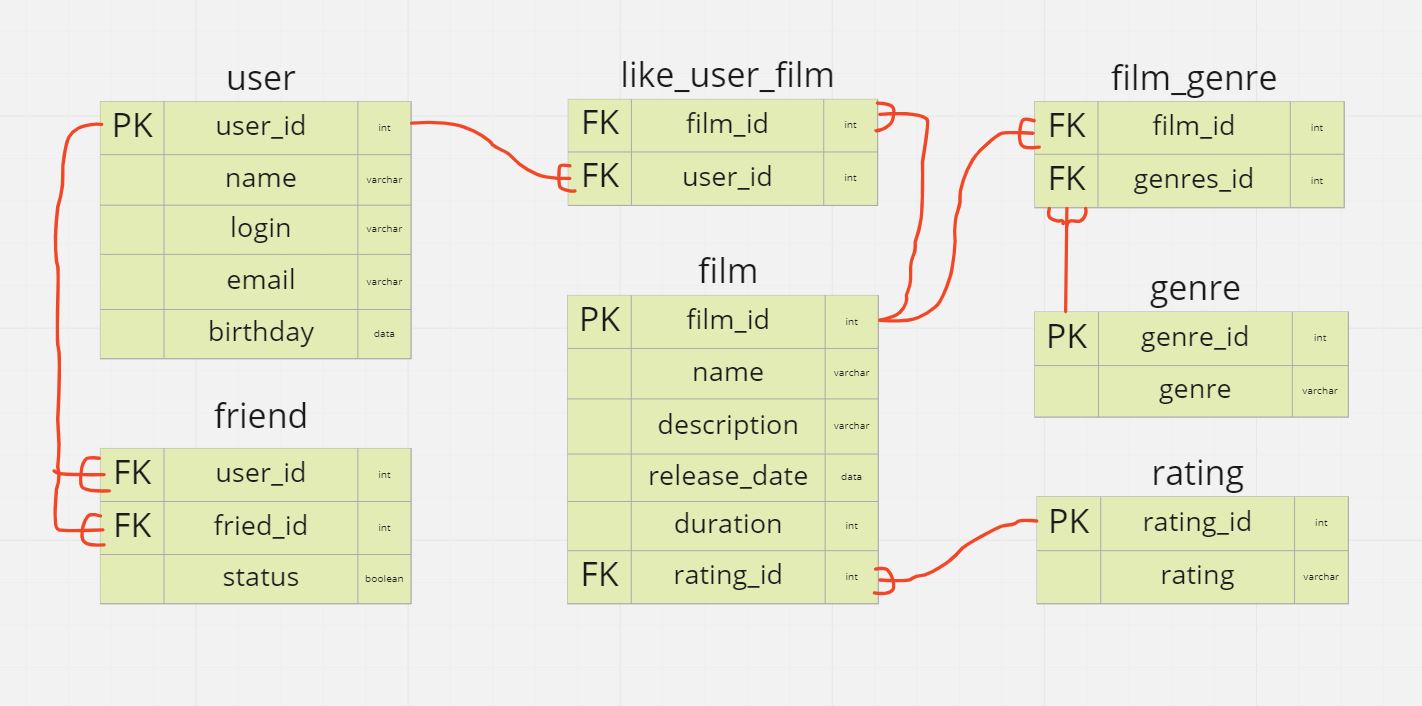 user
PK user_id int
name varchar
login varchar
email varchar
birthday data
friend
FK user_id int
FK fried_id int
status boolean
like_user_film
FK film_id int
FK user_id int
film
PK film_id int
name varchar
description varchar
release_date data
duration int
FK rating_id int
film_genre
FK film_id int
FK genres_id int
genre
PK genre_id int
genre varchar
rating
PK rating_id int
rating varchar